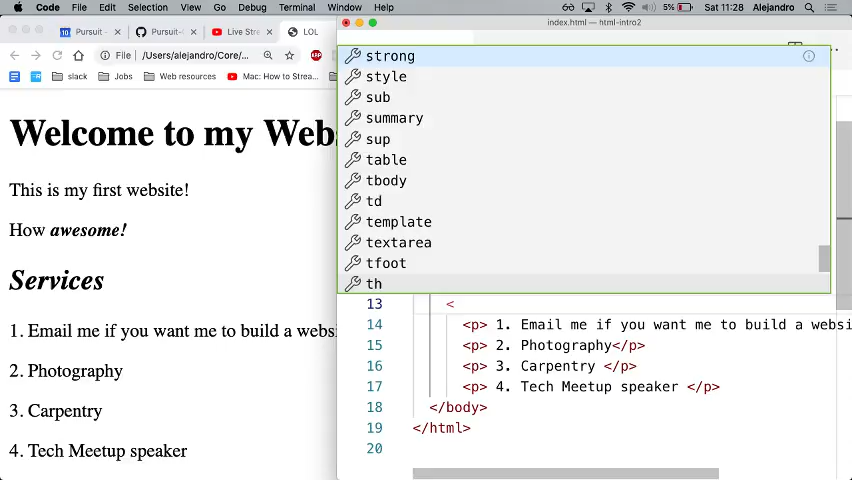 Code File Edit Selection View Go Debug Terminal Window Help 5% Sat 11:28 Alejandro
Pursuit - Pursuit-C Live Stre LOL
index.html — html-intro2
File /Users/alejandro/Core/...
slack Jobs Web resources Mac: How to Strea...
strong
style
sub
summary
sup
table
tbody
td
template
textarea
tfoot
th
Welcome to my Webs
This is my first website!
How awesome!
Services
1. Email me if you want me to build a websi
2. Photography
3. Carpentry
4. Tech Meetup speaker
13 <
14 <p> 1. Email me if you want me to build a websi
15 <p> 2. Photography</p>
16 <p> 3. Carpentry </p>
17 <p> 4. Tech Meetup speaker </p>
18 </body>
19 </html>
20